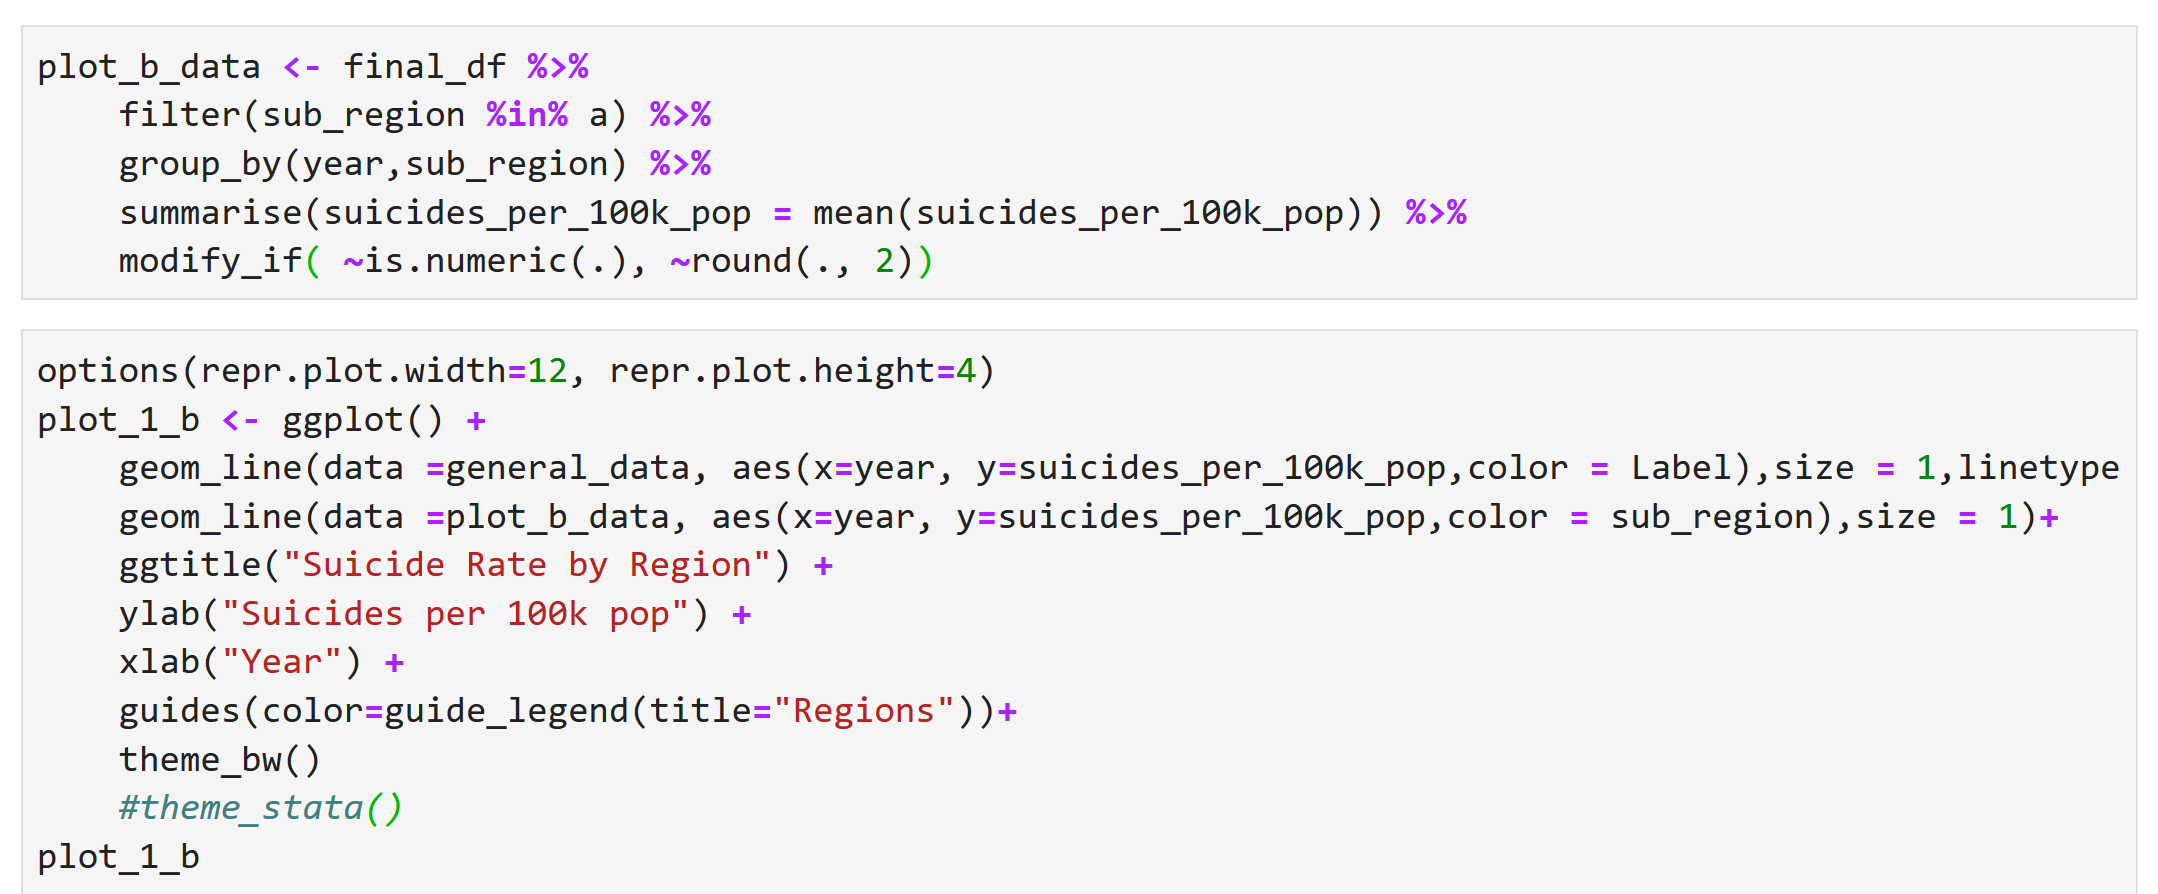 plot_b_data <- final_df %>%
    filter(sub_region %in% a) %>%
    group_by(year,sub_region) %>%
    summarise(suicides_per_100k_pop = mean(suicides_per_100k_pop)) %>%
    modify_if( ~is.numeric(.), ~round(., 2))
options(repr.plot.width=12, repr.plot.height=4)
plot_1_b <- ggplot() +
    geom_line(data =general_data, aes(x=year, y=suicides_per_100k_pop,color = Label),size = 1,linetype
    geom_line(data =plot_b_data, aes(x=year, y=suicides_per_100k_pop,color = sub_region),size = 1)+
    ggtitle("Suicide Rate by Region") +
    ylab("Suicides per 100k pop") +
    xlab("Year") +
    guides(color=guide_legend(title="Regions"))+
    theme_bw()
    #theme_stata()
plot_1_b